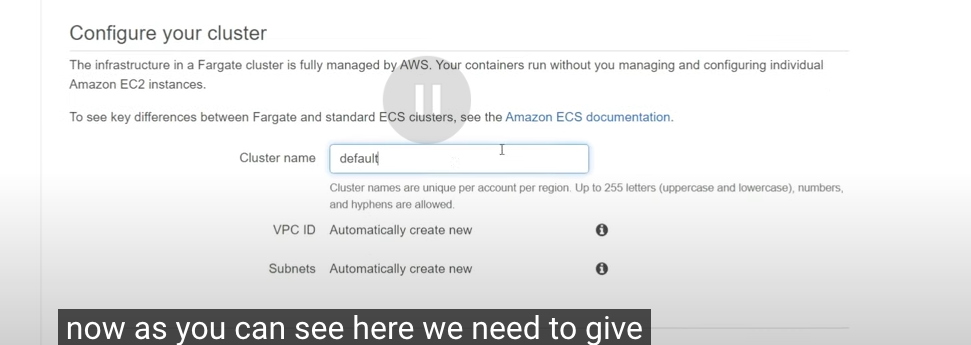 Configure your cluster
The infrastructure in a Fargate cluster is fully managed by AWS. Your containers run without you managing and configuring individual
Amazon EC2 instances.
To see key differences between Fargate and standard ECS clusters, see the Amazon ECS documentation.
Cluster name default
Cluster names are unique per account per region. Up to 255 letters (uppercase and lowercase), numbers,
and hyphens are allowed.
VPC ID Automatically create new
Subnets Automatically create new
now as you can see here we need to give